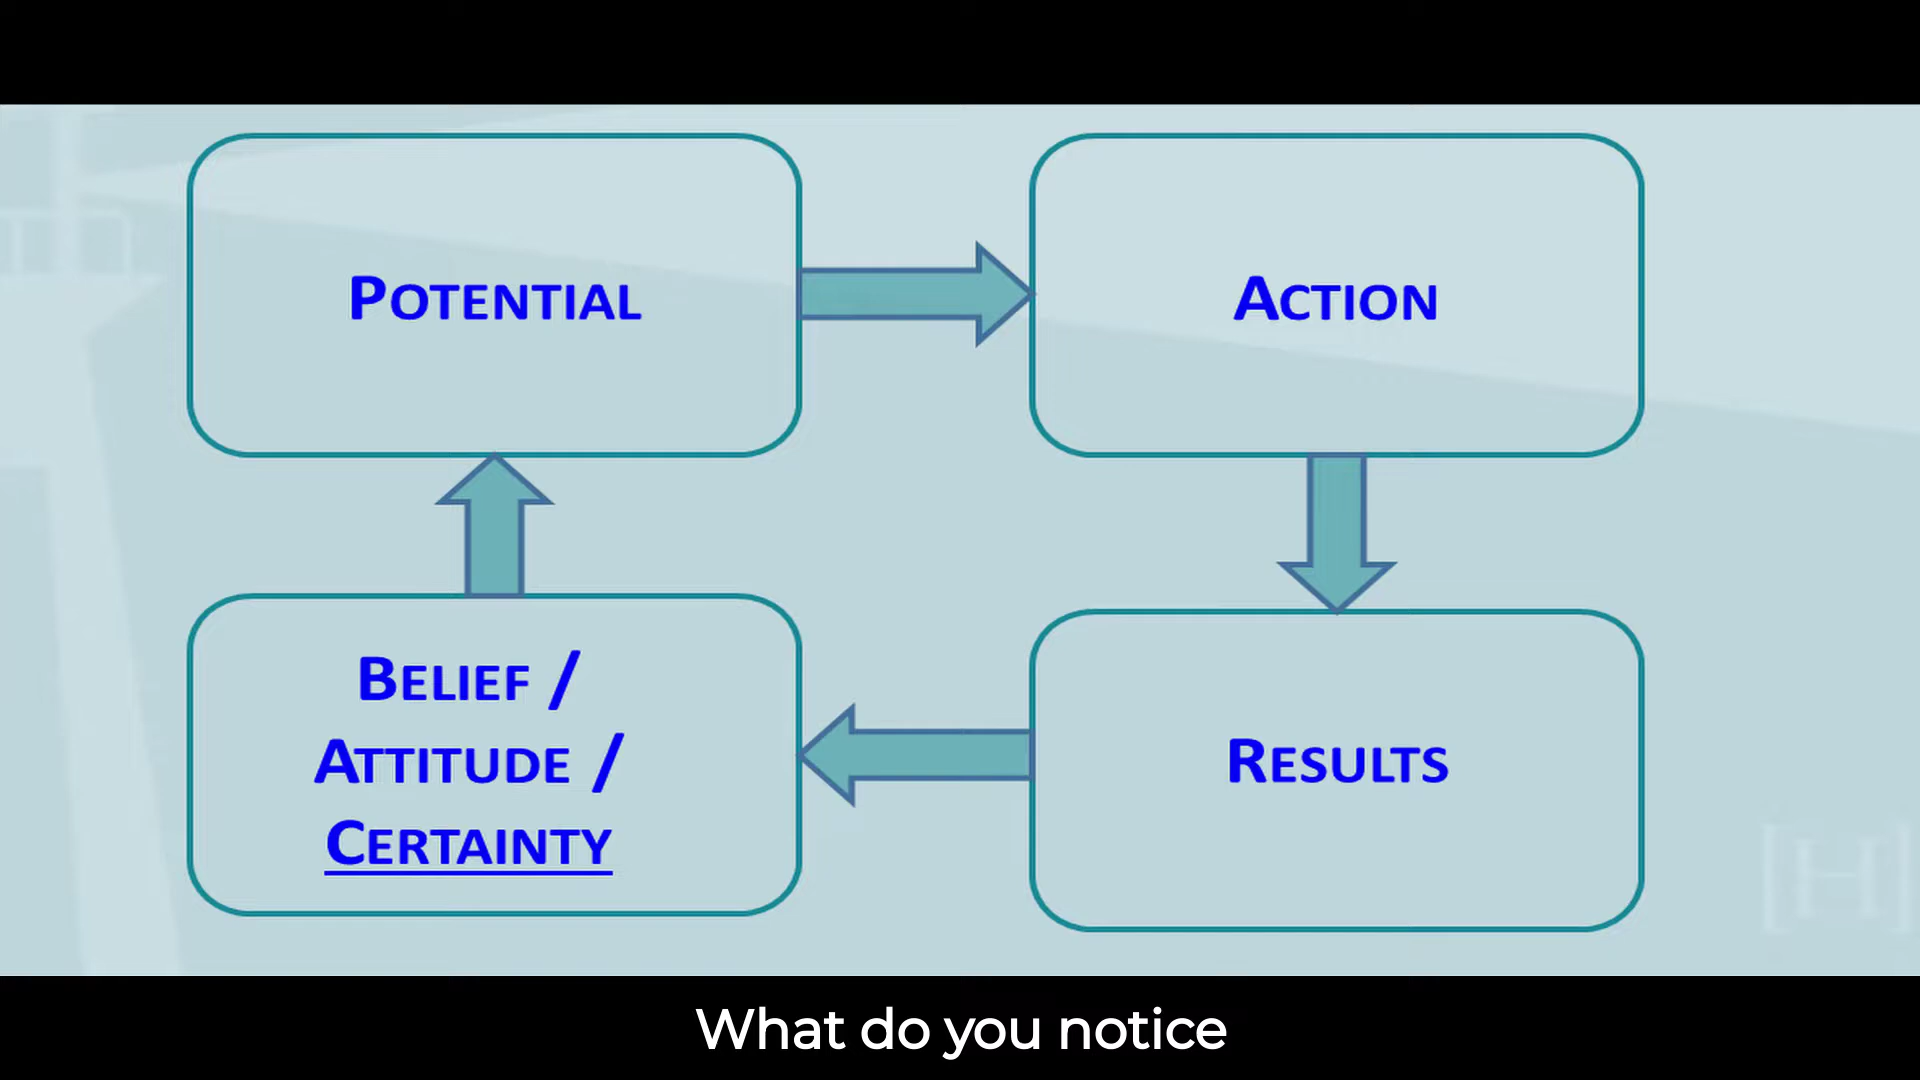 POTENTIAL
ACTION
BELIEF /
ATTITUDE /
CERTAINTY
RESULTS
[H]
What do you notice